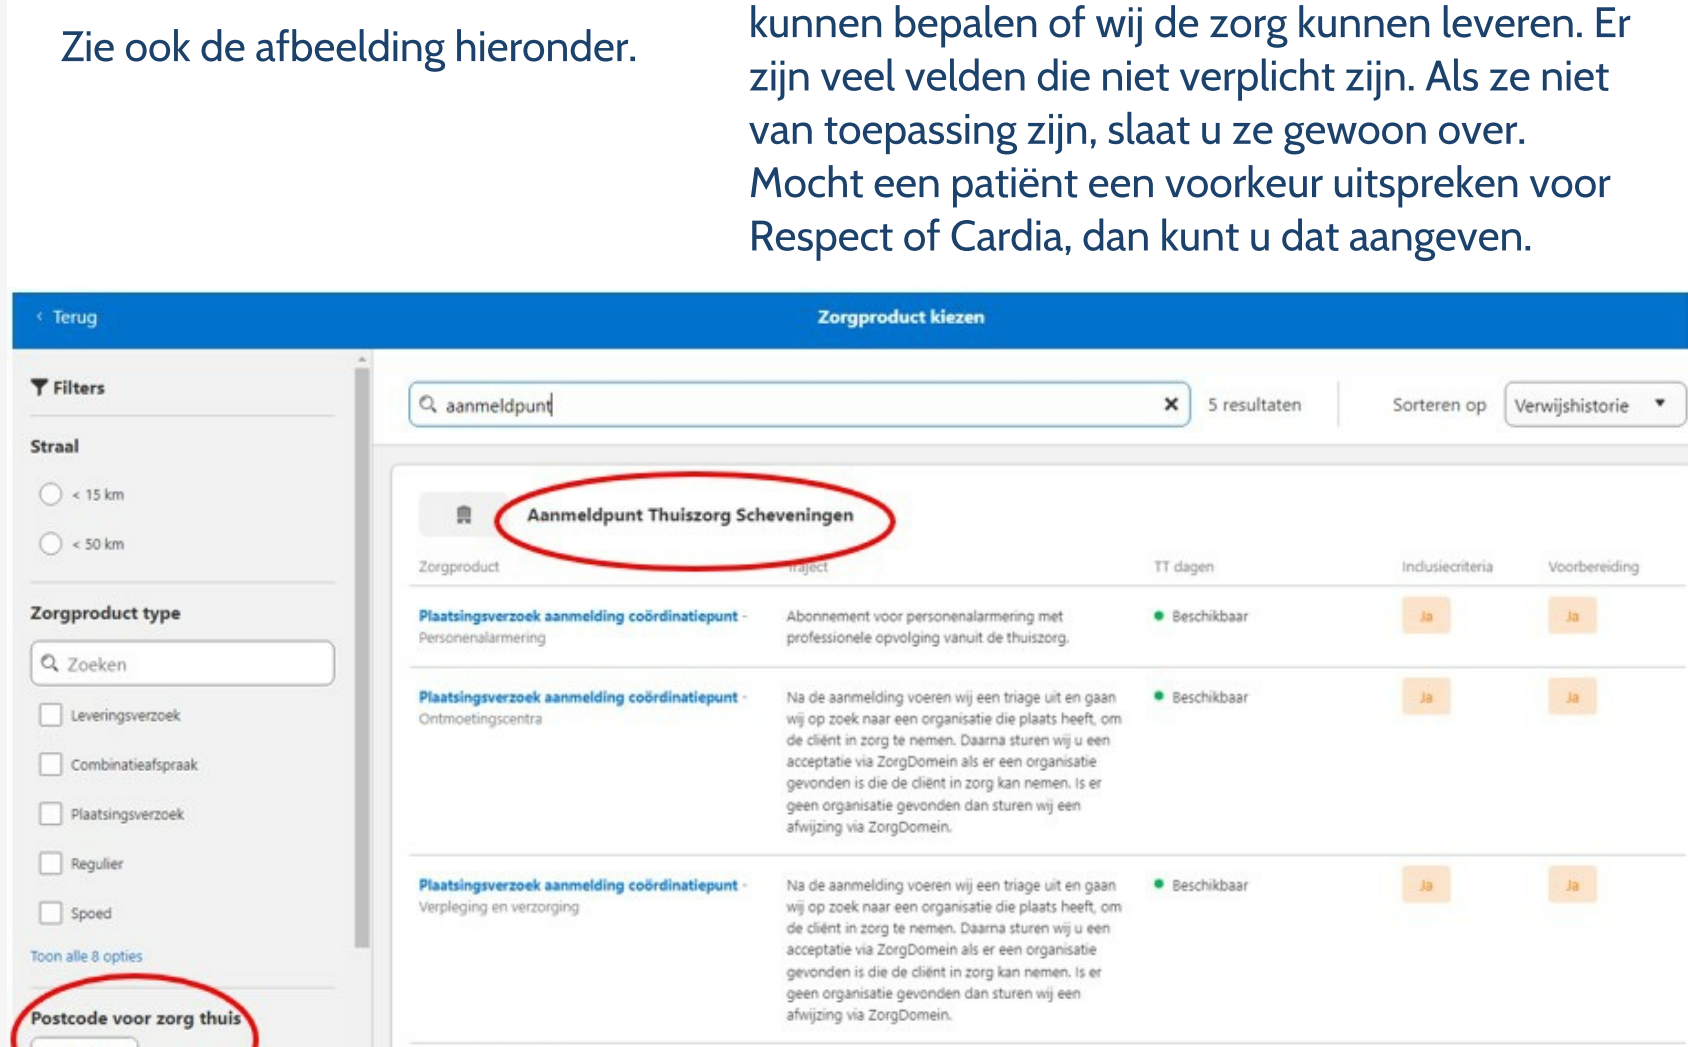 Zie ook de afbeelding hieronder.
kunnen bepalen of wij de zorg kunnen leveren. Er
zijn veel velden die niet verplicht zijn. Als ze niet
van toepassing zijn, slaat u ze gewoon over.
Mocht een patiënt een voorkeur uitspreken voor
Respect of Cardia, dan kunt u dat aangeven.
< Terug
Zorgproduct kiezen
Filters
Straal
< 15 km
< 50 km
Zorgproduct type
Zoeken
Leveringsverzoek
Combinatieafspraak
Plaatsingsverzoek
Regulier
Spoed
Toon alle 8 opties
Postcode voor zorg thuis
aanmeldpunt
5 resultaten
Sorteren op
Verwijshistorie
Aanmeldpunt Thuiszorg Scheveningen
Zorgproduct Traject TT dagen Inclusiecriteria Voorbereiding
Plaatsingsverzoek aanmelding coördinatiepunt -
Personenalarmering
Abonnement voor personenalarmering met
professionele opvolging vanuit de thuiszorg.
Beschikbaar
Ja
Ja
Plaatsingsverzoek aanmelding coördinatiepunt -
Ontmoetingscentra
Na de aanmelding voeren wij een triage uit en gaan
wij op zoek naar een organisatie die plaats heeft, om
de cliënt in zorg te nemen. Daarna sturen wij u een
acceptatie via ZorgDomein als er een organisatie
gevonden is die de cliënt in zorg kan nemen. Is er
geen organisatie gevonden dan sturen wij een
afwijzing via ZorgDomein.
Beschikbaar
Ja
Ja
Plaatsingsverzoek aanmelding coördinatiepunt -
Verpleging en verzorging
Na de aanmelding voeren wij een triage uit en gaan
wij op zoek naar een organisatie die plaats heeft, om
de cliënt in zorg te nemen. Daarna sturen wij u een
acceptatie via ZorgDomein als er een organisatie
gevonden is die de cliënt in zorg kan nemen. Is er
geen organisatie gevonden dan sturen wij een
afwijzing via ZorgDomein.
Beschikbaar
Ja
Ja